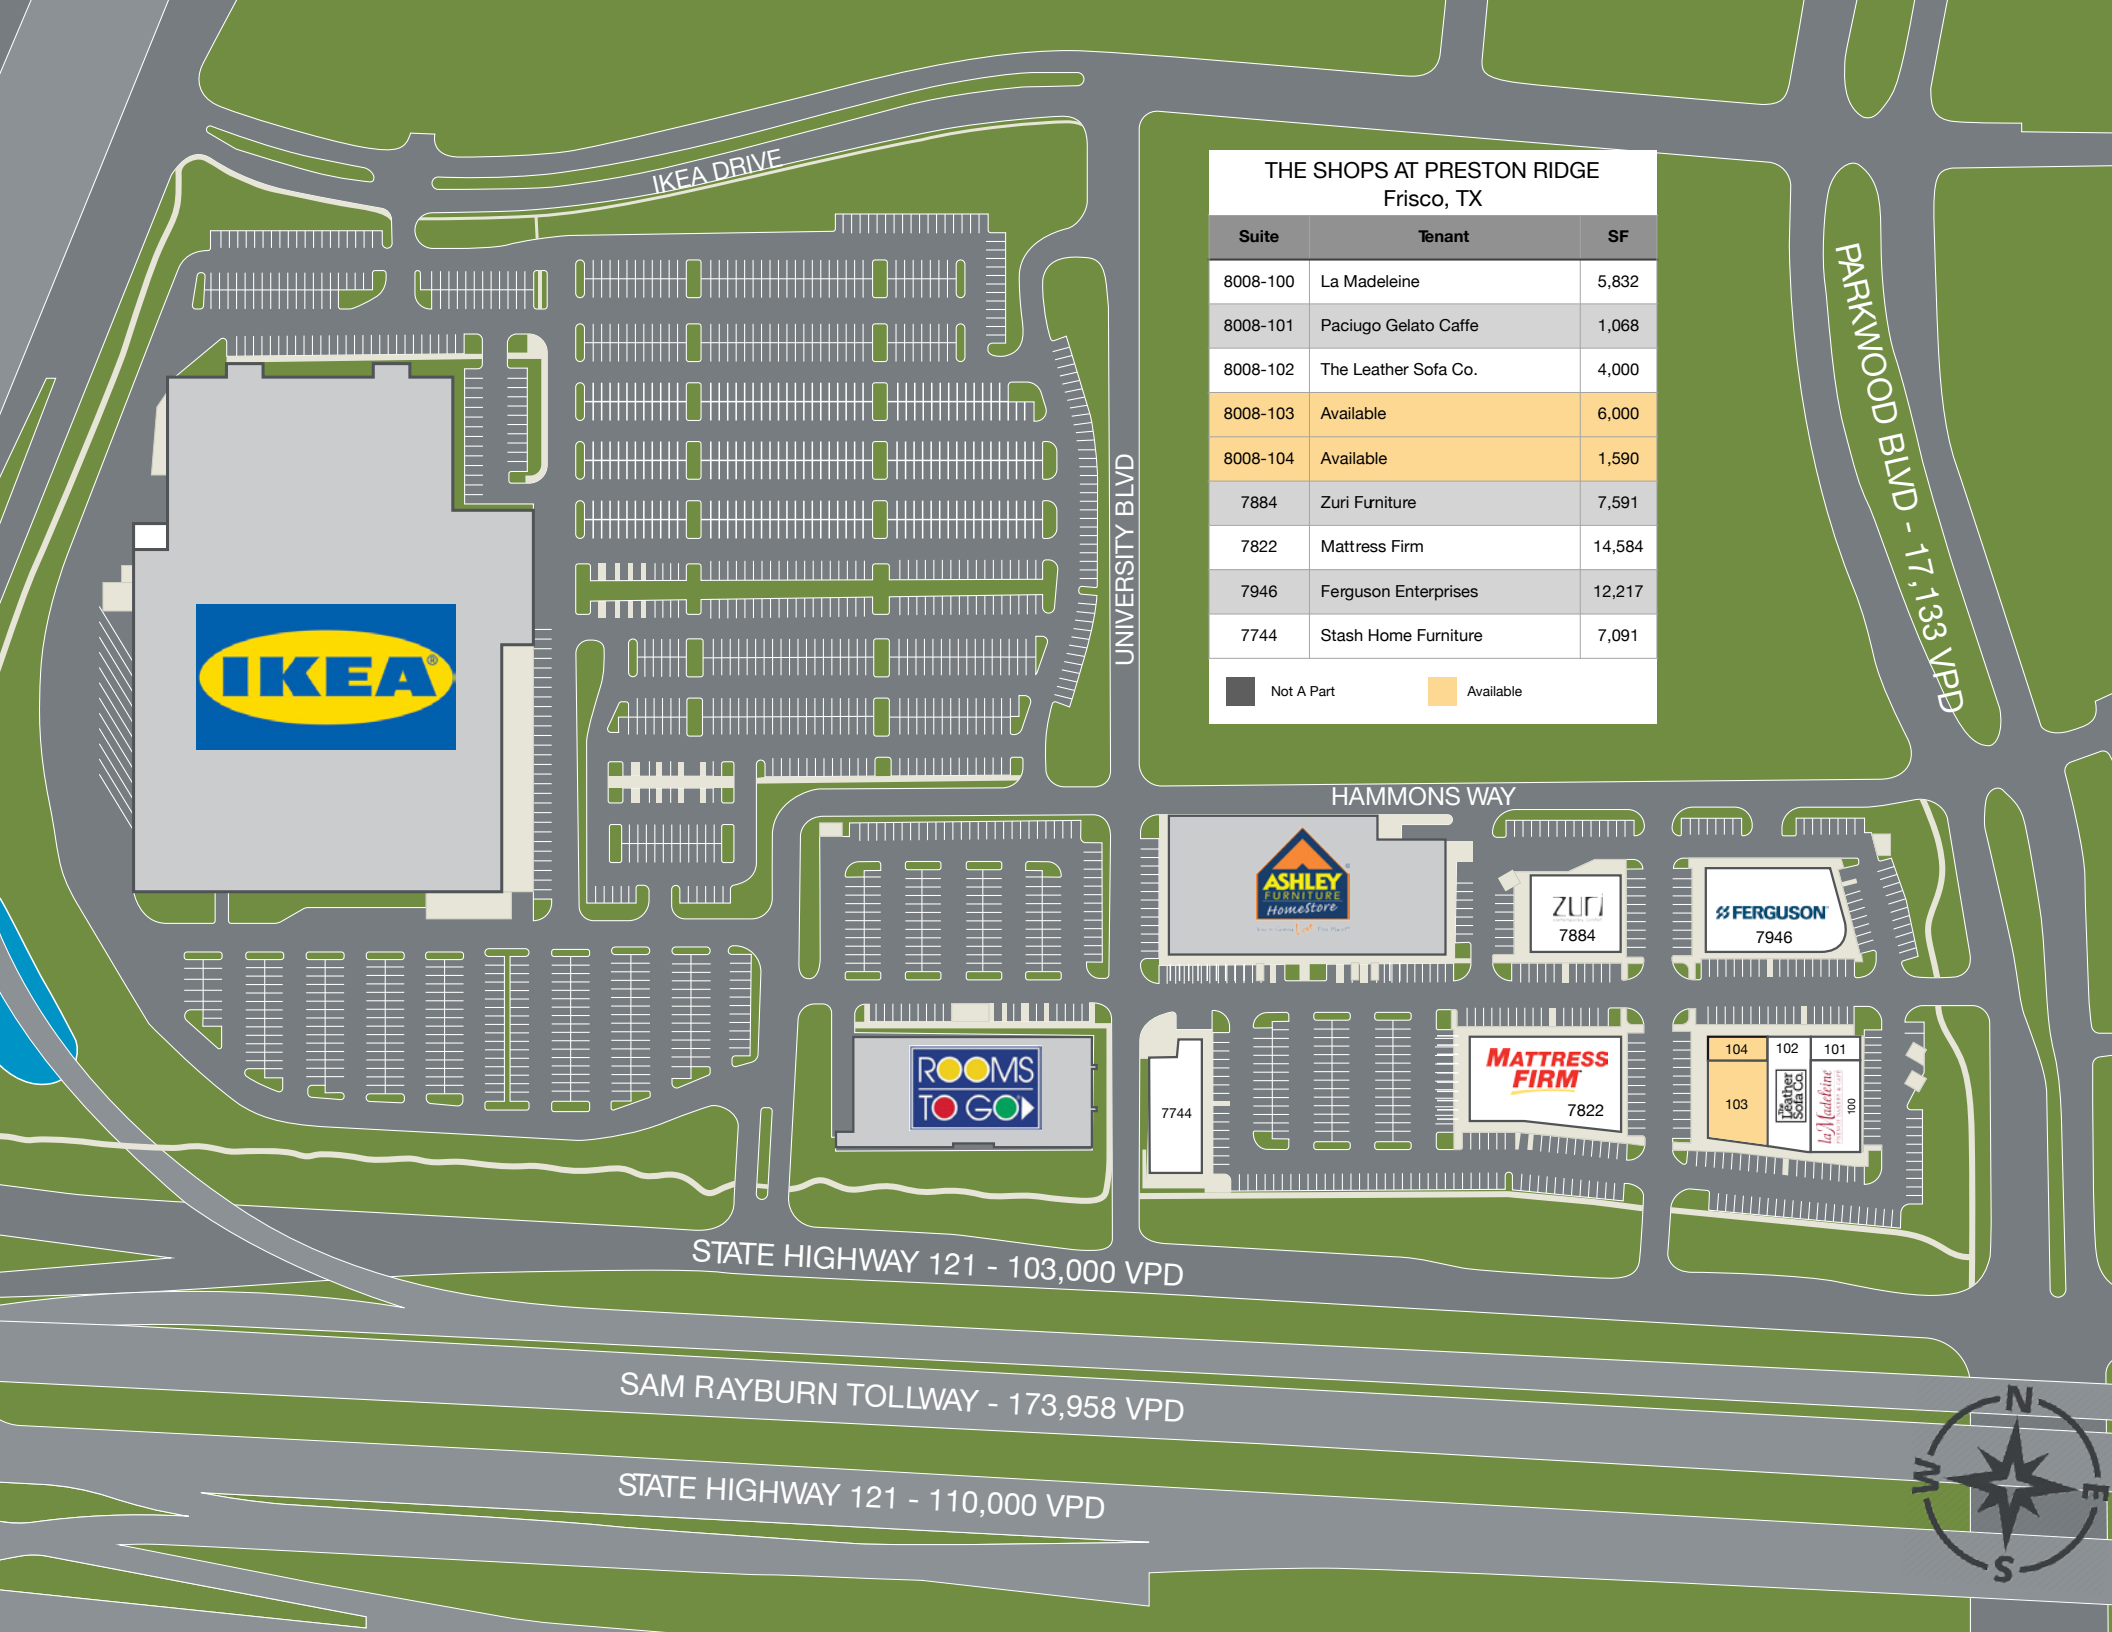 IKEA DRIVE
THE SHOPS AT PRESTON RIDGE
Frisco, TX
Suite Tenant SF
8008-100 La Madeleine 5,832
8008-101 Paciugo Gelato Caffe 1,068
8008-102 The Leather Sofa Co. 4,000
8008-103 Available 6,000
8008-104 Available 1,590
7884 Zuri Furniture 7,591
7822 Mattress Firm 14,584
7946 Ferguson Enterprises 12,217
7744 Stash Home Furniture 7,091
Not A Part Available
PARKWOOD BLVD - 17,133 VPD
UNIVERSITY BLVD
IKEA®
HAMMONS WAY
ASHLEY
FURNITURE
HomeStore
zuri
7884
FERGUSON
7946
ROOMS
TO GO
7744
MATTRESS
FIRM
7822
104 102 101
103
The
Leather
Sofa Co.
la Madeleine
100
STATE HIGHWAY 121 - 103,000 VPD
SAM RAYBURN TOLLWAY - 173,958 VPD
STATE HIGHWAY 121 - 110,000 VPD
N
W
E
S